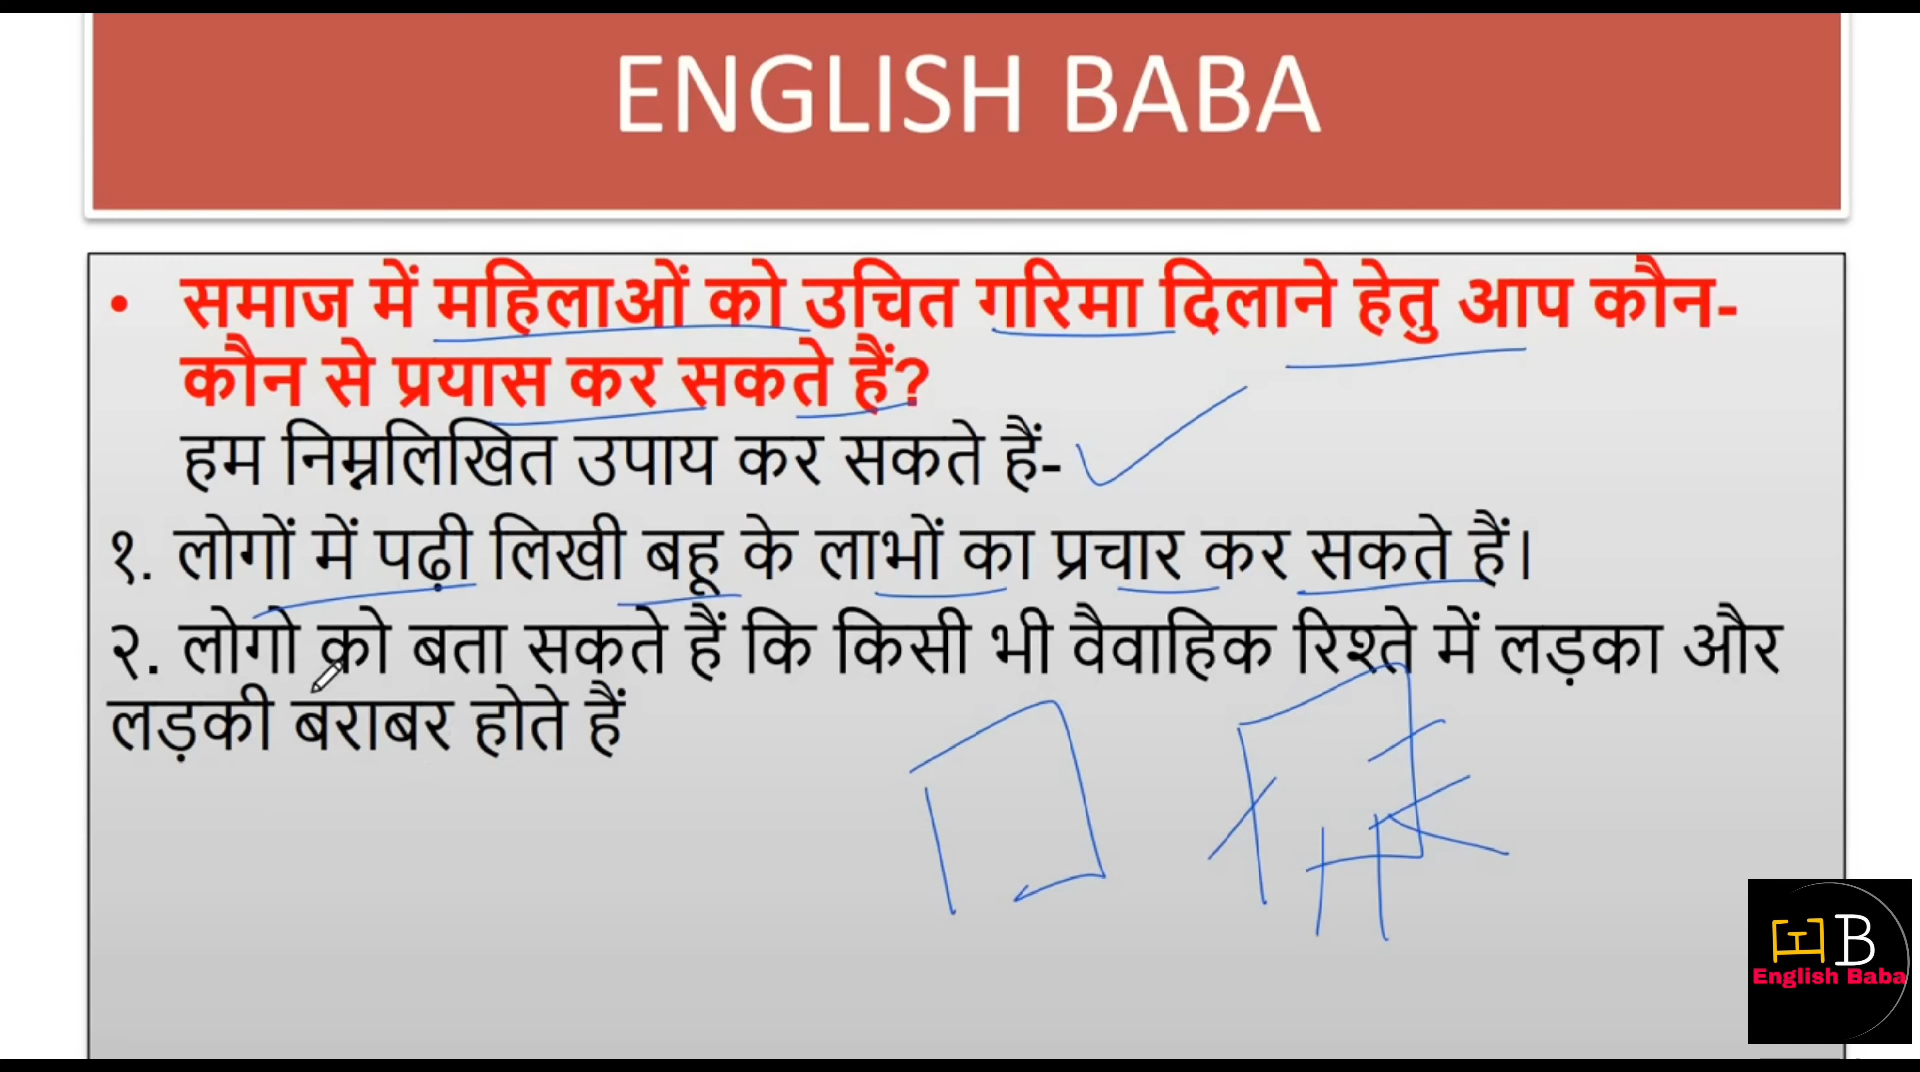 ENGLISH BABA
• समाज में महिलाओं को उचित गरिमा दिलाने हेतु आप कौन-
कौन से प्रयास कर सकते हैं?
हम निम्नलिखित उपाय कर सकते हैं-
१. लोगों में पढ़ी लिखी बहू के लाभों का प्रचार कर सकते हैं।
२. लोगो को बता सकते हैं कि किसी भी वैवाहिक रिश्ते में लड़का और
लड़की बराबर होते हैं
EB
English Baba